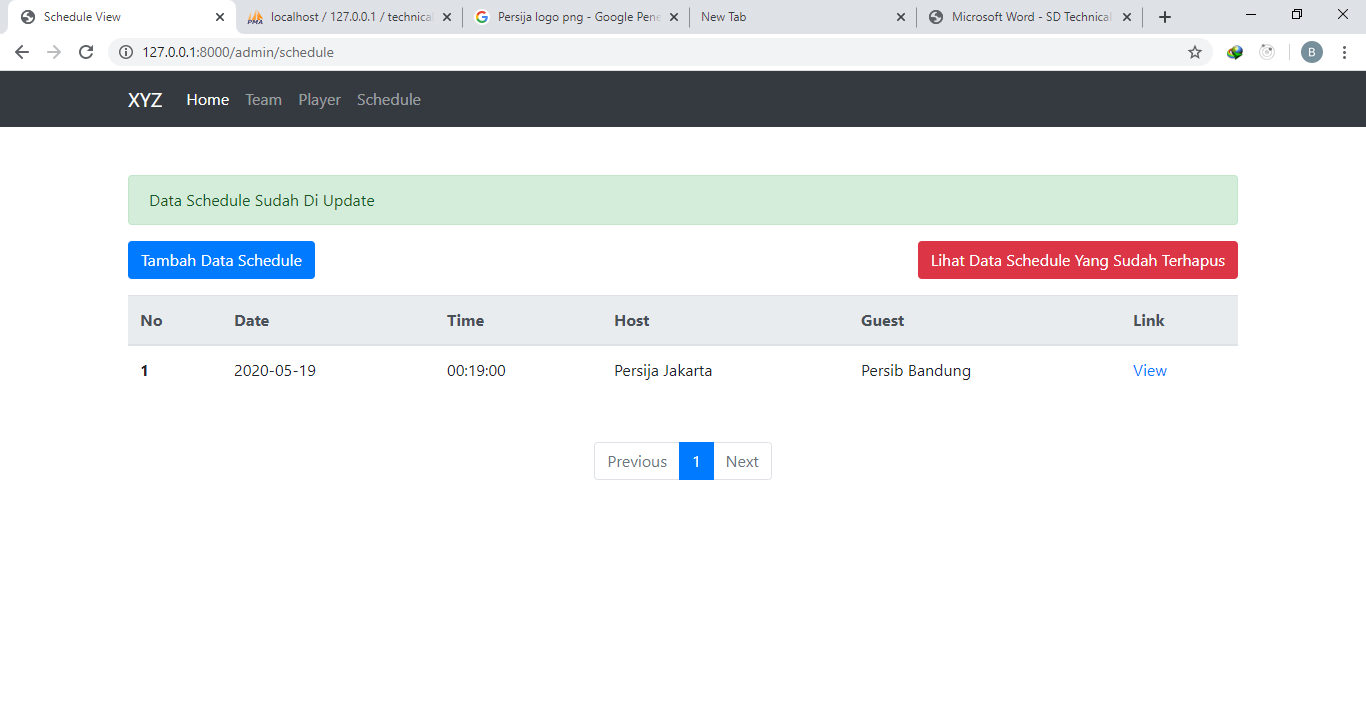 Schedule View
localhost / 127.0.0.1 / technical
Persija logo png - Google Pene
New Tab
Microsoft Word - SD Technical
127.0.0.1:8000/admin/schedule
B
XYZ Home Team Player Schedule
Data Schedule Sudah Di Update
Tambah Data Schedule Lihat Data Schedule Yang Sudah Terhapus
No Date Time Host Guest Link
1 2020-05-19 00:19:00 Persija Jakarta Persib Bandung View
Previous 1 Next